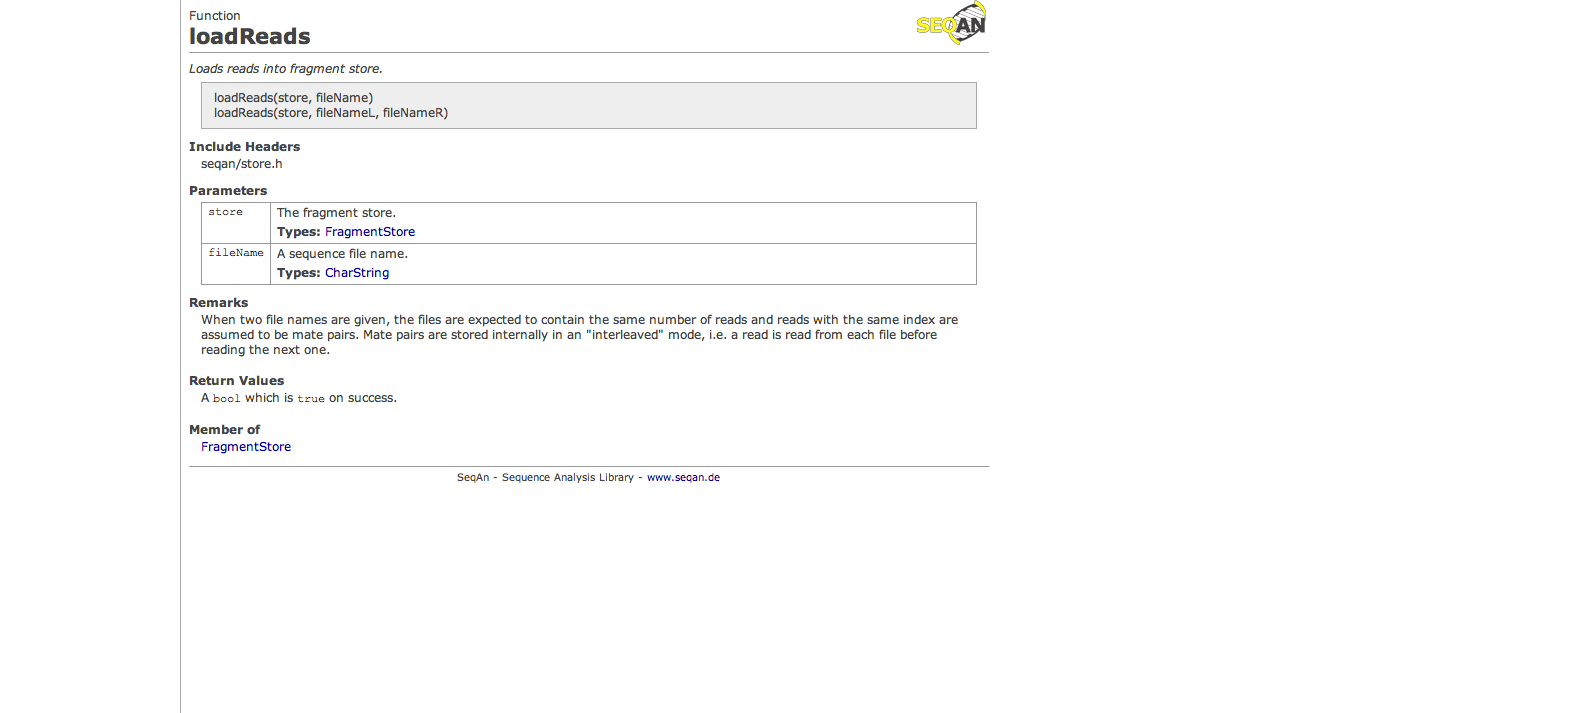 Function
loadReads
SEQAN
Loads reads into fragment store.
loadReads(store, fileName)
loadReads(store, fileNameL, fileNameR)
Include Headers
seqan/store.h
Parameters
store
The fragment store.
Types: FragmentStore
fileName
A sequence file name.
Types: CharString
Remarks
When two file names are given, the files are expected to contain the same number of reads and reads with the same index are
assumed to be mate pairs. Mate pairs are stored internally in an "interleaved" mode, i.e. a read is read from each file before
reading the next one.
Return Values
A bool which is true on success.
Member of
FragmentStore
SeqAn - Sequence Analysis Library - www.seqan.de